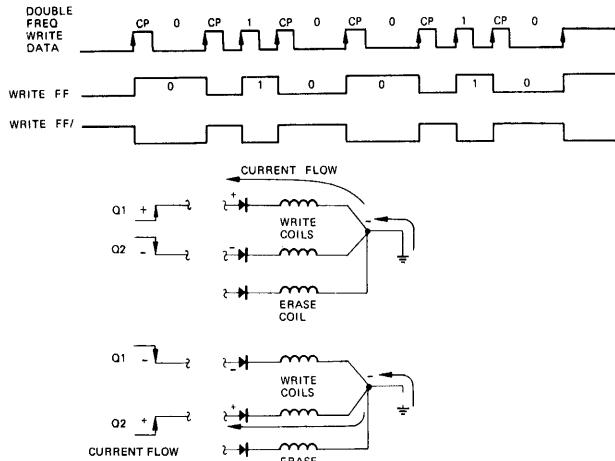 DOUBLE
FREQ
WRITE
DATA
CP 0 CP 1 CP 0 CP 0 CP 1 CP 0
WRITE FF 0 1 0 0 1 0
WRITE FF/
CURRENT FLOW
Q1 +
+
WRITE
COILS
-
Q2 -
-
ERASE
COIL
Q1 -
-
WRITE
COILS
-
Q2 +
+
CURRENT FLOW
ERASE